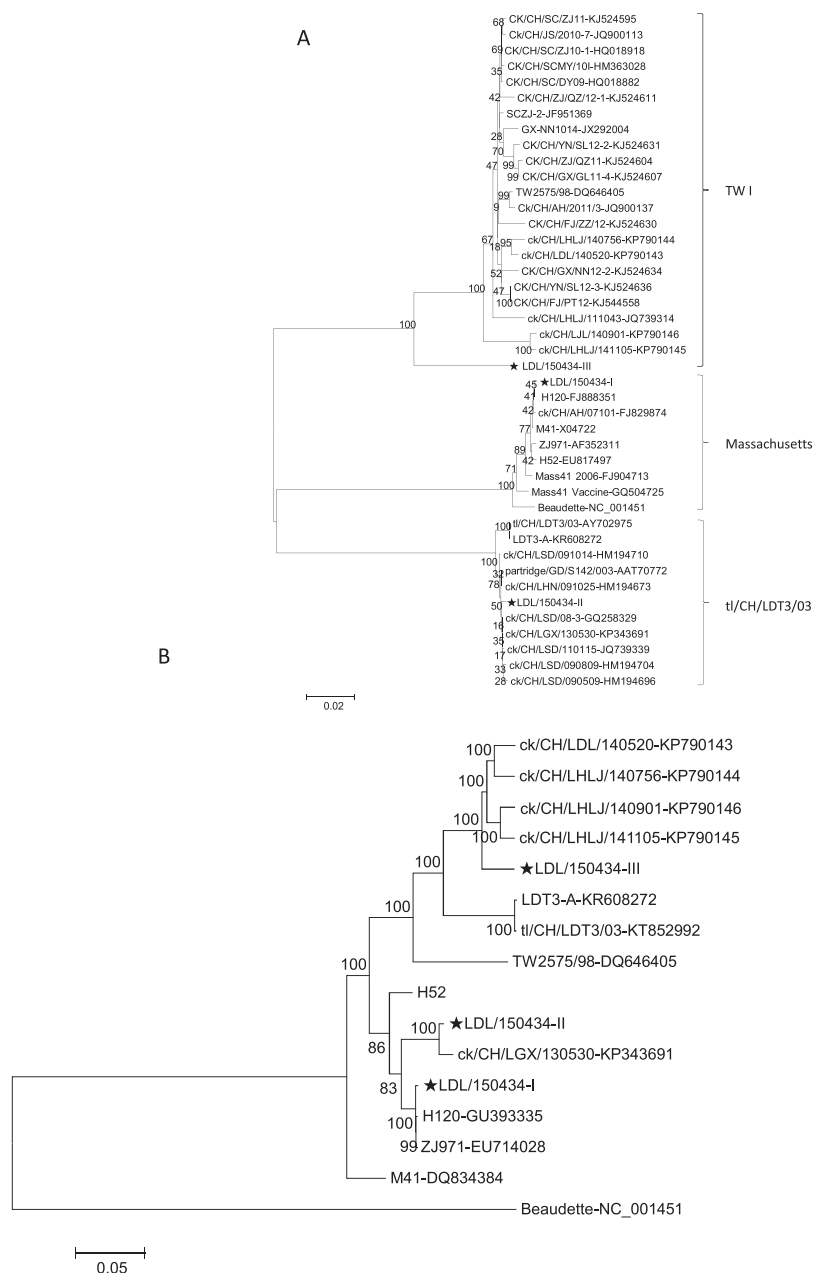 A
68 CK/CH/SC/ZJ11-KJ524595
Ck/CH/JS/2010-7-JQ900113
69 CK/CH/SC/ZJ10-1-HQ018918
CK/CH/SCMY/10I-HM363028
35
CK/CH/SC/DY09-HQ018882
42 CK/CH/ZJ/QZ/12-1-KJ524611
SCZJ-2-JF951369
GX-NN1014-JX292004
28
CK/CH/YN/SL12-2-KJ524631
70
99 CK/CH/ZJ/QZ11-KJ524604
47
99 CK/CH/GX/GL11-4-KJ524607
TW I
99 TW2575/98-DQ646405
9 Ck/CH/AH/2011/3-JQ900137
CK/CH/FJ/ZZ/12-KJ524630
67 95 ck/CH/LHLJ/140756-KP790144
18
ck/CH/LDL/140520-KP790143
52 CK/CH/GX/NN12-2-KJ524634
47 CK/CH/YN/SL12-3-KJ524636
100
100 CK/CH/FJ/PT12-KJ544558
ck/CH/LHLJ/111043-JQ739314
100
ck/CH/LJL/140901-KP790146
100 ck/CH/LHLJ/141105-KP790145
★ LDL/150434-III
45 ★LDL/150434-I
41 H120-FJ888351
42 ck/CH/AH/07101-FJ829874
77 M41-X04722
ZJ971-AF352311
Massachusetts
89
42 H52-EU817497
71
Mass41 2006-FJ904713
100
Mass41 Vaccine-GQ504725
Beaudette-NC_001451
100 tl/CH/LDT3/03-AY702975
LDT3-A-KR608272
100 ck/CH/LSD/091014-HM194710
32 partridge/GD/S142/003-AAT70772
78 ck/CH/LHN/091025-HM194673
50 ★LDL/150434-II
tl/CH/LDT3/03
16 ck/CH/LSD/08-3-GQ258329
35 ck/CH/LGX/130530-KP343691
17 ck/CH/LSD/110115-JQ739339
33 ck/CH/LSD/090809-HM194704
28 ck/CH/LSD/090509-HM194696
0.02
B
100 ck/CH/LDL/140520-KP790143
100
ck/CH/LHLJ/140756-KP790144
ck/CH/LHLJ/140901-KP790146
100
100 ck/CH/LHLJ/141105-KP790145
100
★LDL/150434-III
100
LDT3-A-KR608272
100 tl/CH/LDT3/03-KT852992
100
TW2575/98-DQ646405
H52
100 ★LDL/150434-II
86
ck/CH/LGX/130530-KP343691
83
★LDL/150434-I
100 H120-GU393335
99 ZJ971-EU714028
M41-DQ834384
Beaudette-NC_001451
0.05